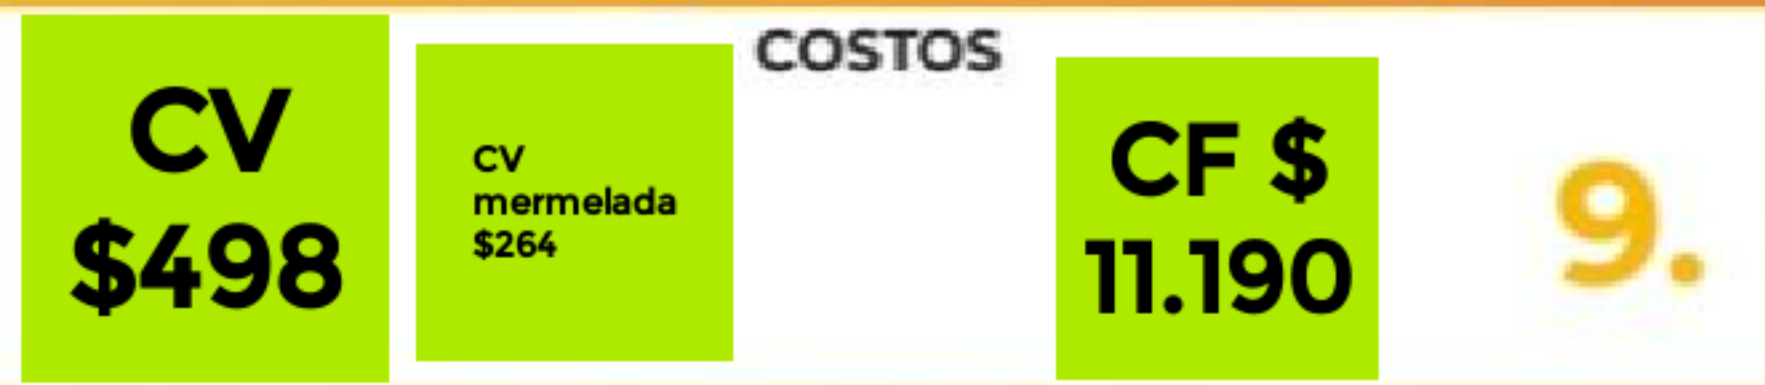 COSTOS
CV
$498
CV
mermelada
$264
CF $
11.190
9.